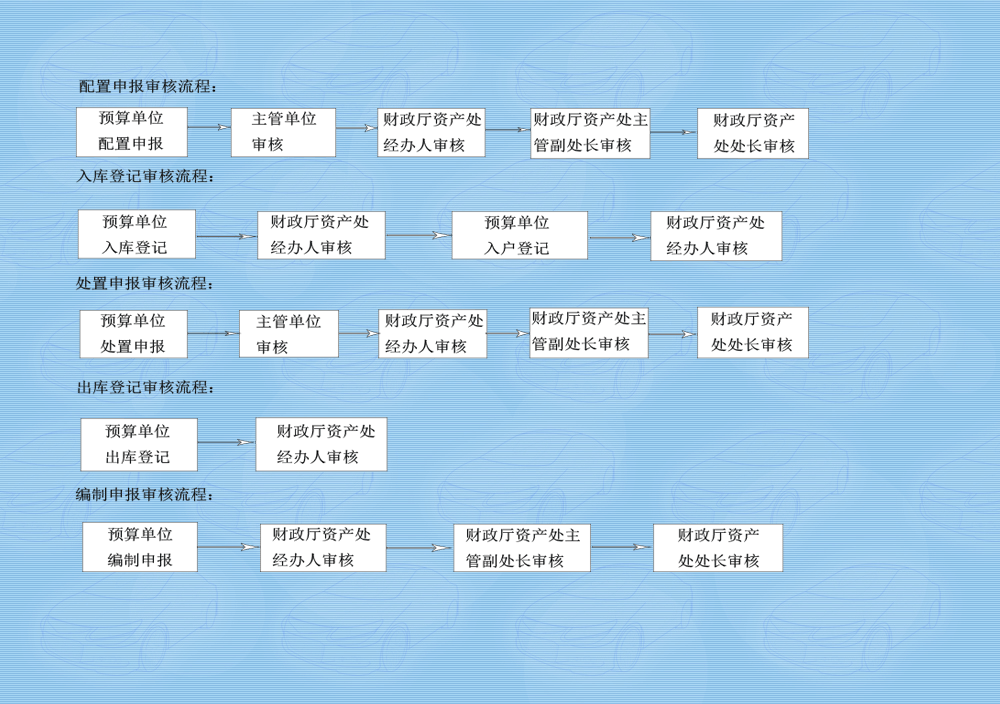 配置申报审核流程：
预算单位
配置申报
主管单位
审核
财政厅资产处
经办人审核
财政厅资产处主
管副处长审核
财政厅资产
处处长审核
入库登记审核流程：
预算单位
入库登记
财政厅资产处
经办人审核
预算单位
入户登记
财政厅资产处
经办人审核
处置申报审核流程：
预算单位
处置申报
主管单位
审核
财政厅资产处
经办人审核
财政厅资产处主
管副处长审核
财政厅资产
处处长审核
出库登记审核流程：
预算单位
出库登记
财政厅资产处
经办人审核
编制申报审核流程：
预算单位
编制申报
财政厅资产处
经办人审核
财政厅资产处主
管副处长审核
财政厅资产
处处长审核